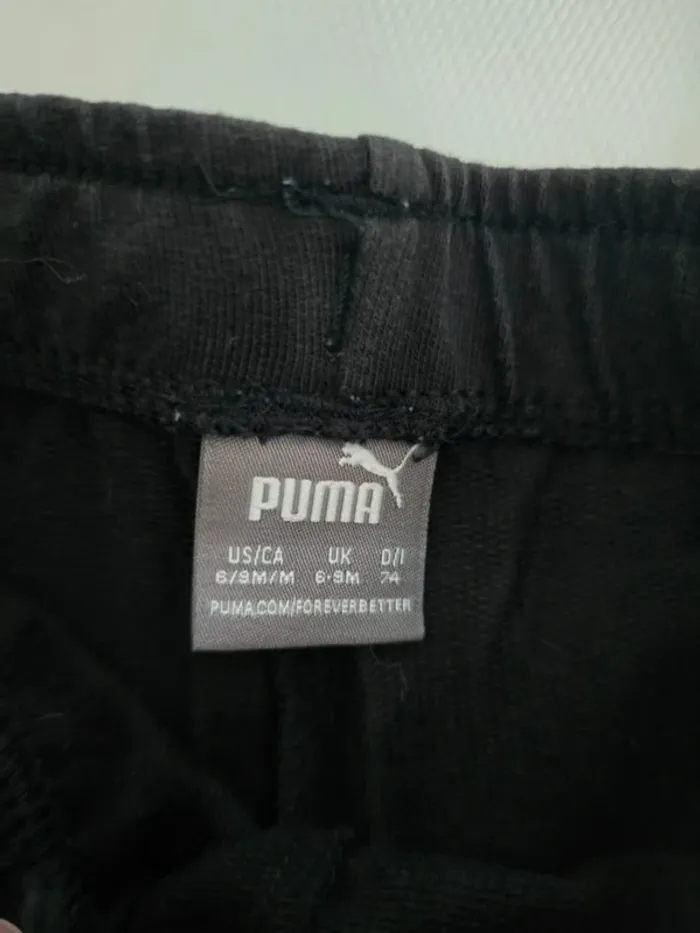 PUMA
US/CA UK D/I
6/9M/M 6-9M 74
PUMA.COM/FOREVERBETTER